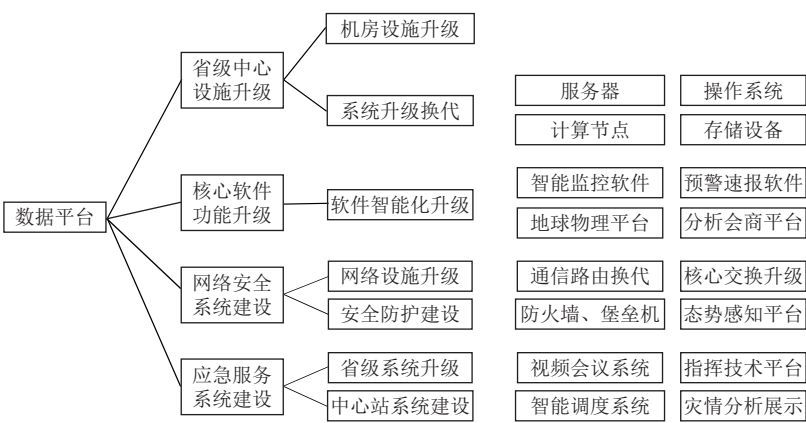 机房设施升级
省级中心
设施升级
系统升级换代
服务器
操作系统
计算节点
存储设备
数据平台
核心软件
功能升级
软件智能化升级
智能监控软件
预警速报软件
地球物理平台
分析会商平台
网络安全
系统建设
网络设施升级
安全防护建设
通信路由换代
核心交换升级
防火墙、堡垒机
态势感知平台
应急服务
系统建设
省级系统升级
中心站系统建设
视频会议系统
指挥技术平台
智能调度系统
灾情分析展示